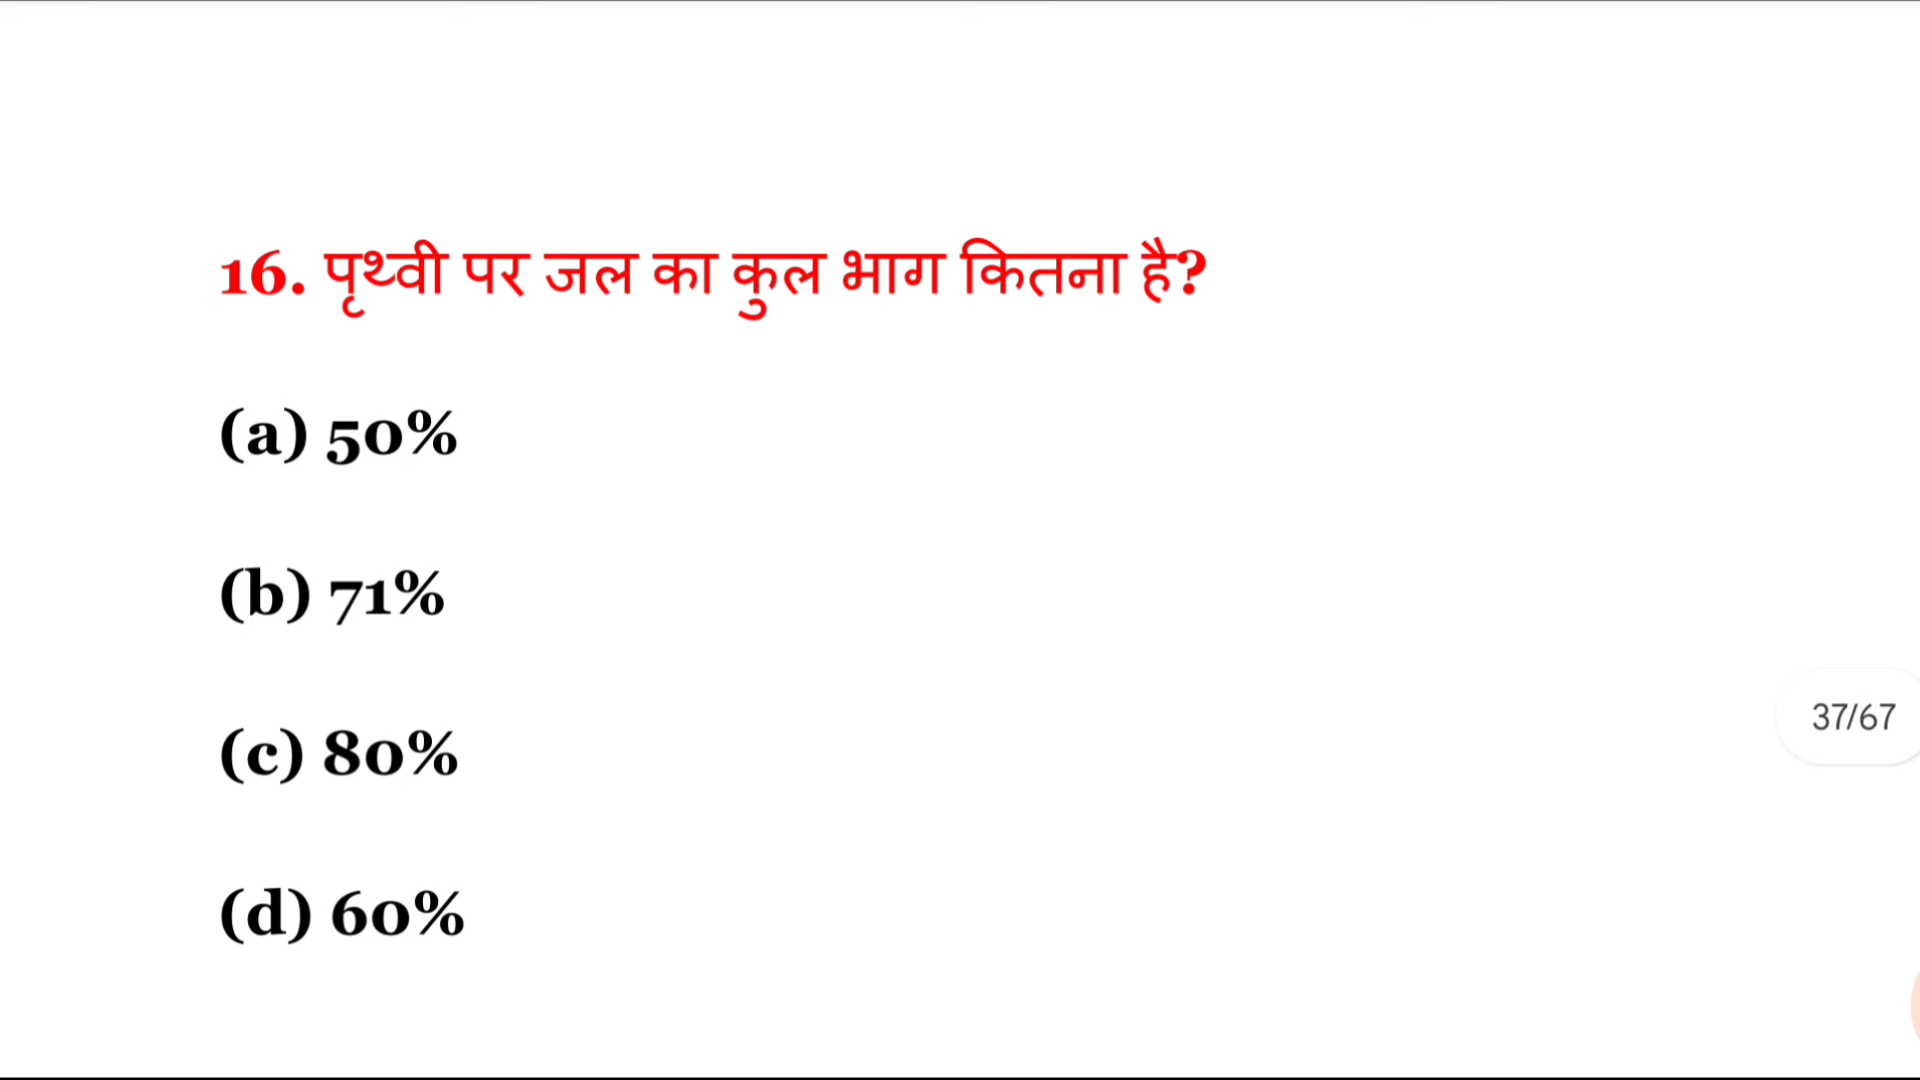 16. पृथ्वी पर जल का कुल भाग कितना है?
(a) 50%
(b) 71%
(c) 80%
37/67
(d) 60%